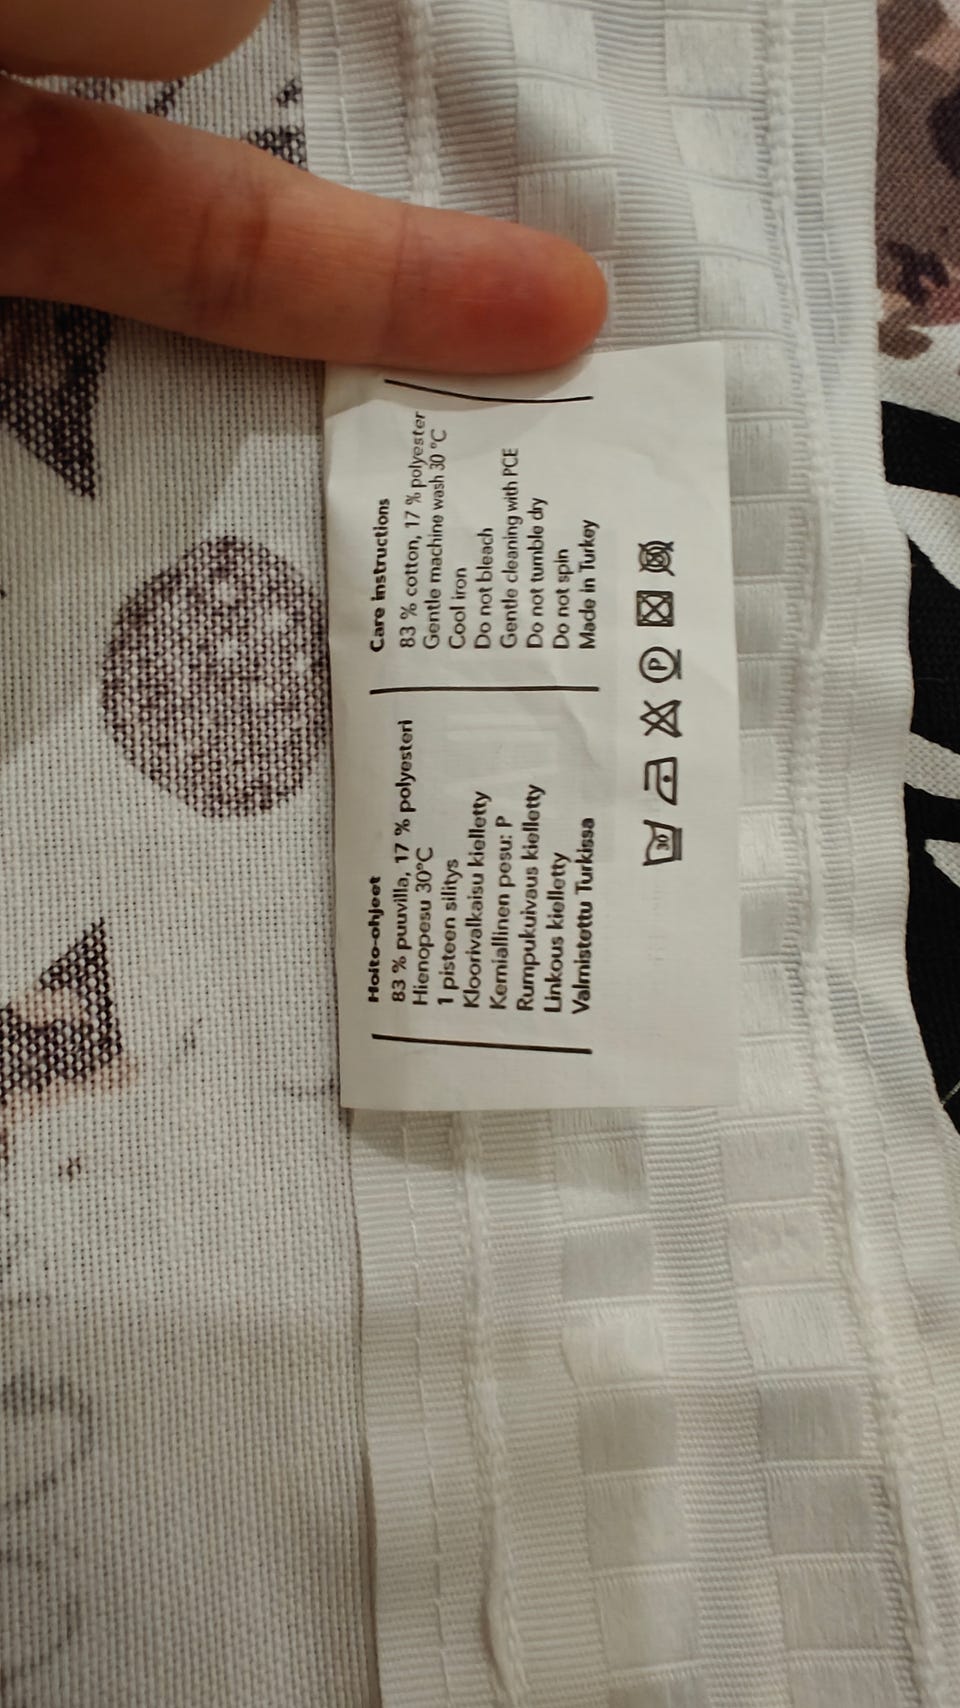 Hoito-ohjeet
83 % puuvilla, 17 % polyesteri
Hienopesu 30°C
1 pisteen silitys
Kloorivalkaisu kielletty
Kemiallinen pesu: P
Rumpukuivaus kielletty
Linkous kielletty
Valmistettu Turkissa
Care instructions
83 % cotton, 17 % polyester
Gentle machine wash 30 °C
Cool iron
Do not bleach
Gentle cleaning with PCE
Do not tumble dry
Do not spin
Made in Turkey
30 P